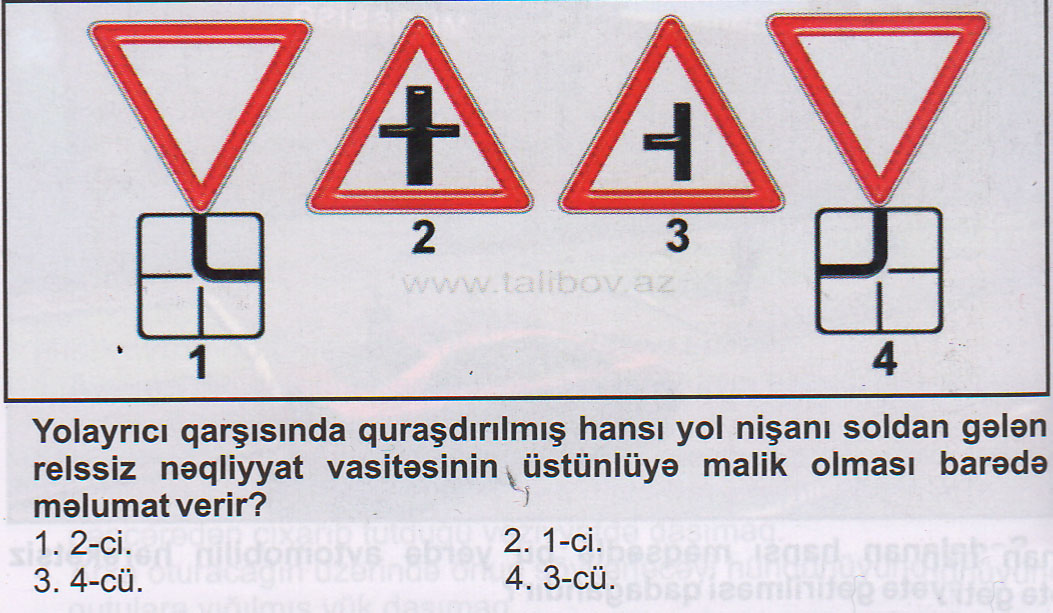 2
3
www.talibov.az
1
4
Yolayrıcı qarşısında quraşdırılmış hansı yol nişanı soldan gələn
relssiz nəqliyyat vasitəsinin üstünlüyə malik olması barədə
məlumat verir?
1. 2-ci. 2. 1-ci.
3. 4-cü. 4. 3-cü.